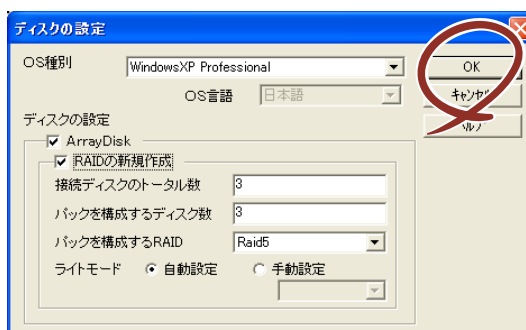 ディスクの設定
OS種別 WindowsXP Professional OK
OS言語 日本語 キャンセル
ディスクの設定 ヘルプ
ArrayDisk
RAIDの新規作成
接続ディスクのトータル数 3
パックを構成するディスク数 3
パックを構成するRAID Raid5
ライトモード 自動設定 手動設定